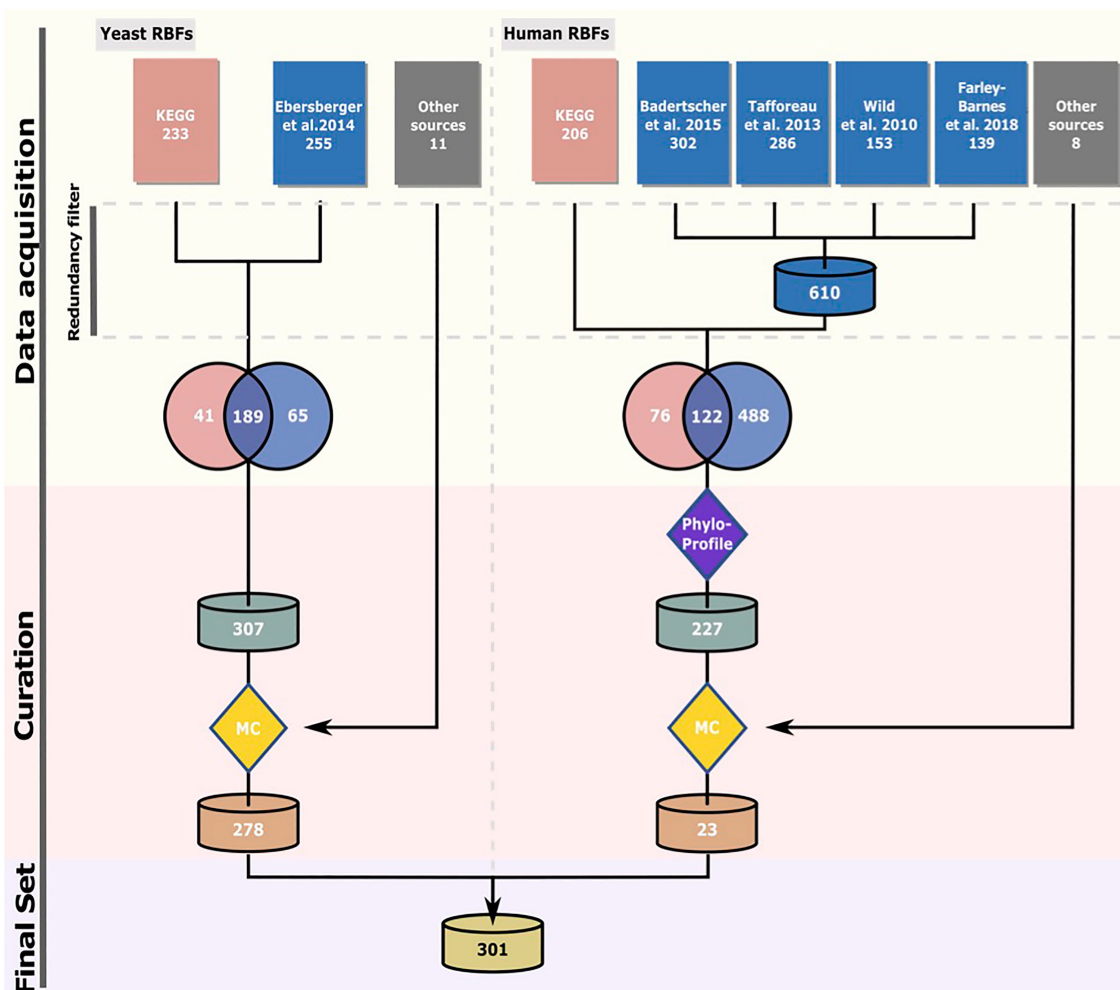 Yeast RBFs
Human RBFs
KEGG
233
Ebersberger
et al.2014
255
Other
sources
11
KEGG
206
Badertscher
et al. 2015
302
Tafforeau
et al. 2013
286
Wild
et al. 2010
153
Farley-
Barnes
et al. 2018
139
Other
sources
8
Data acquisition
Redundancy filter
610
41
189
65
76
122
488
Curation
Phylo-
Profile
307
227
MC
MC
278
23
Final Set
301